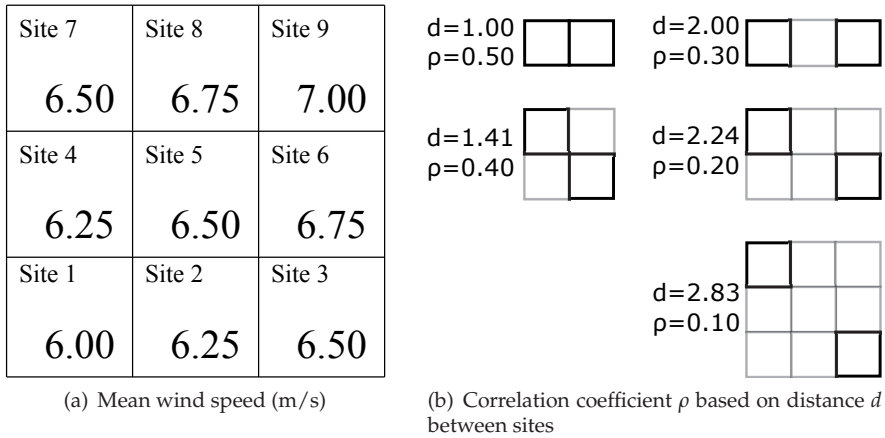 Site 7 Site 8 Site 9
6.50 6.75 7.00
Site 4 Site 5 Site 6
6.25 6.50 6.75
Site 1 Site 2 Site 3
6.00 6.25 6.50
(a) Mean wind speed (m/s)
d=1.00
ρ=0.50
d=2.00
ρ=0.30
d=1.41
ρ=0.40
d=2.24
ρ=0.20
d=2.83
ρ=0.10
(b) Correlation coefficient ρ based on distance d
between sites